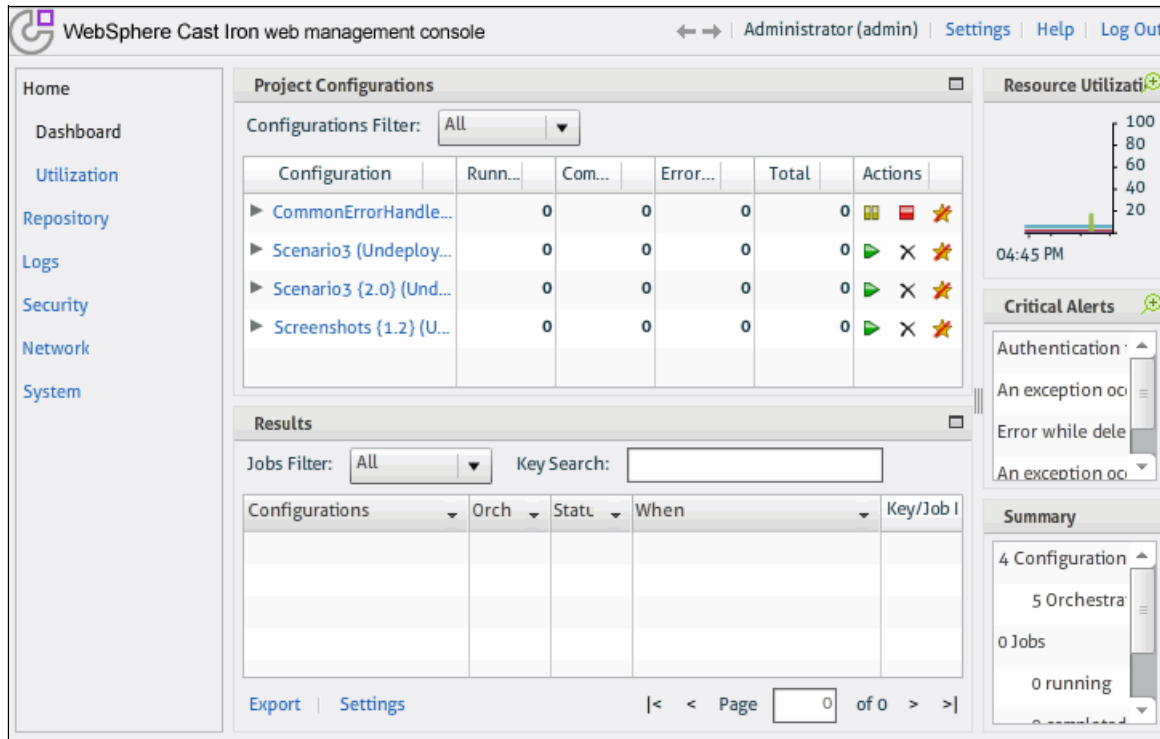 WebSphere Cast Iron web management console
Administrator (admin) | Settings | Help | Log Out
Home
Dashboard
Utilization
Repository
Logs
Security
Network
System
Project Configurations
Configurations Filter: All
Configuration Runn... Com... Error... Total Actions
CommonErrorHandle... 0 0 0 0
Scenario3 (Undeploy... 0 0 0 0
Scenario3 {2.0} (Und... 0 0 0 0
Screenshots {1.2} (U... 0 0 0 0
Results
Jobs Filter: All Key Search:
Configurations Orch Statu When Key/Job I
Export | Settings |< < Page 0 of 0 > >|
Resource Utilizati
100
80
60
40
20
04:45 PM
Critical Alerts
Authentication
An exception oc
Error while dele
An exception oc
Summary
4 Configuration
5 Orchestra
0 Jobs
0 running
0 completed